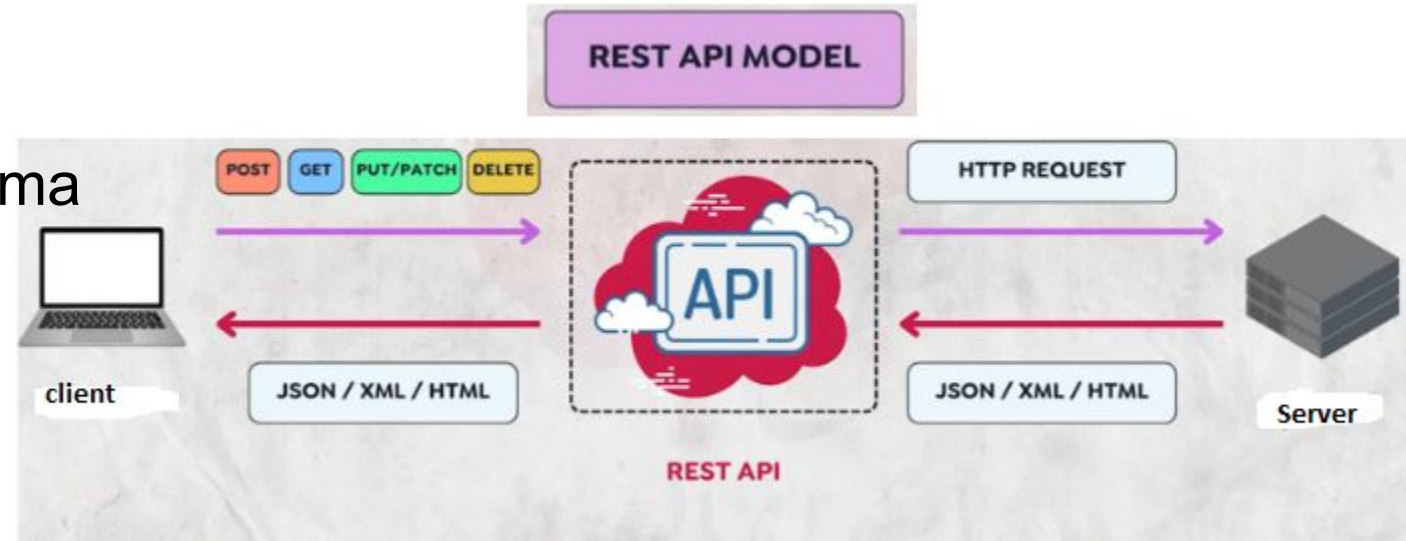 REST API MODEL
ma
POST GET PUT/PATCH DELETE
HTTP REQUEST
API
client
JSON / XML / HTML
JSON / XML / HTML
Server
REST API